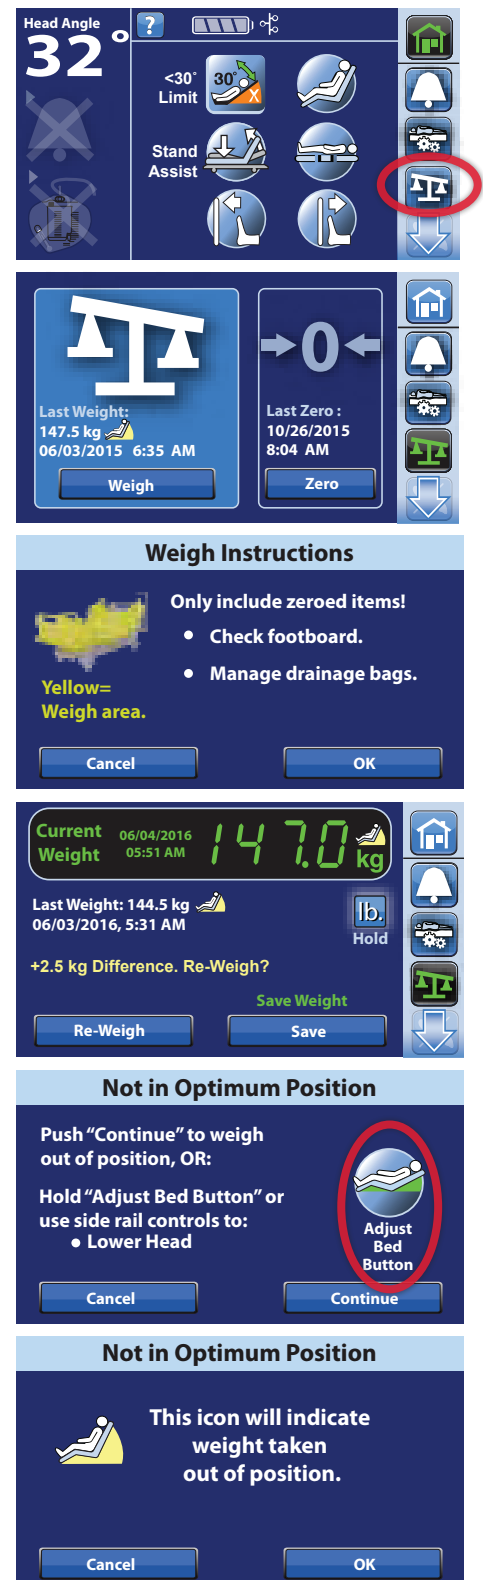 Head Angle
32°
?
<30°
Limit
30°
X
Stand
Assist
Last Weight:
147.5 kg
06/03/2015 6:35 AM
Weigh
0
Last Zero :
10/26/2015
8:04 AM
Zero
Weigh Instructions
Only include zeroed items!
• Check footboard.
• Manage drainage bags.
Yellow=
Weigh area.
Cancel
OK
Current
Weight
06/04/2016
05:51 AM
147.0
kg
Last Weight: 144.5 kg
06/03/2016, 5:31 AM
lb.
Hold
+2.5 kg Difference. Re-Weigh?
Save Weight
Re-Weigh
Save
Not in Optimum Position
Push “Continue” to weigh
out of position, OR:
Hold “Adjust Bed Button” or
use side rail controls to:
• Lower Head
Adjust
Bed
Button
Cancel
Continue
Not in Optimum Position
This icon will indicate
weight taken
out of position.
Cancel
OK